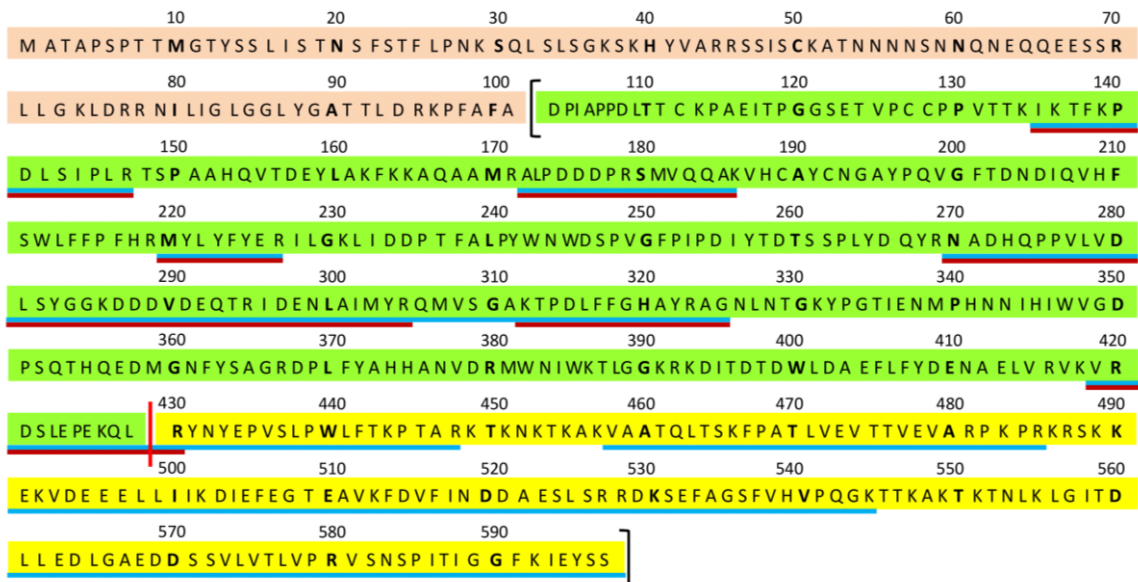 10 20 30 40 50 60 70
M A T A P S P T T M G T Y S S L I S T N S F S T F L P N K S Q L S L S G K S K H Y V A R R S S I S C K A T N N N N S N N Q N E Q Q E E S S R
80 90 100 110 120 130 140
L L G K L D R R N I L I G L G G L Y G A T T L D R K P F A F A [ D P I A P P D L T T C K P A E I T P G G S E T V P C C P P V T T K I K T F K P
150 160 170 180 190 200 210
D L S I P L R T S P A A H Q V T D E Y L A K F K K A Q A A M R A L P D D D P R S M V Q Q A K V H C A Y C N G A Y P Q V G F T D N D I Q V H F
220 230 240 250 260 270 280
S W L F F P F H R M Y L Y F Y E R I L G K L I D D P T F A L P Y W N W D S P V G F P I P D I Y T D T S S P L Y D Q Y R N A D H Q P P V L V D
290 300 310 320 330 340 350
L S Y G G K D D D V D E Q T R I D E N L A I M Y R Q M V S G A K T P D L F F G H A Y R A G N L N T G K Y P G T I E N M P H N N I H I W V G D
360 370 380 390 400 410 420
P S Q T H Q E D M G N F Y S A G R D P L F Y A H H A N V D R M W N I W K T L G G K R K D I T D T D W L D A E F L F Y D E N A E L V R V K V R
430 440 450 460 470 480 490
D S L E P E K Q L R Y N Y E P V S L P W L F T K P T A R K T K N K T K A K V A A T Q L T S K F P A T L V E V T T V E V A R P K P R K R S K K
500 510 520 530 540 550 560
E K V D E E E L L I I K D I E F E G T E A V K F D V F I N D D A E S L S R R D K S E F A G S F V H V P Q G K T T K A K T K T N L K L G I T D
570 580 590
L L E D L G A E D D S S V L V T L V P R V S N S P I T I G G F K I E Y S S ]